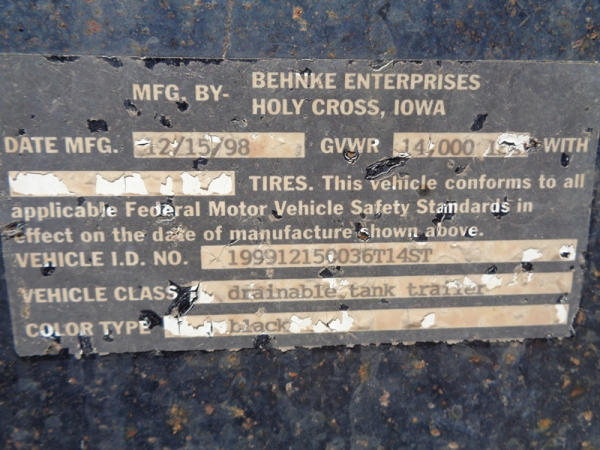 MFG. BY- BEHNKE ENTERPRISES
HOLY CROSS, IOWA
DATE MFG. 12/15/98 GVWR 14,000 WITH
TIRES. This vehicle conforms to all
applicable Federal Motor Vehicle Safety Standards in
effect on the date of manufacture shown above.
VEHICLE I.D. NO. 199912150036T14ST
VEHICLE CLASS drainable tank trailer
COLOR TYPE black